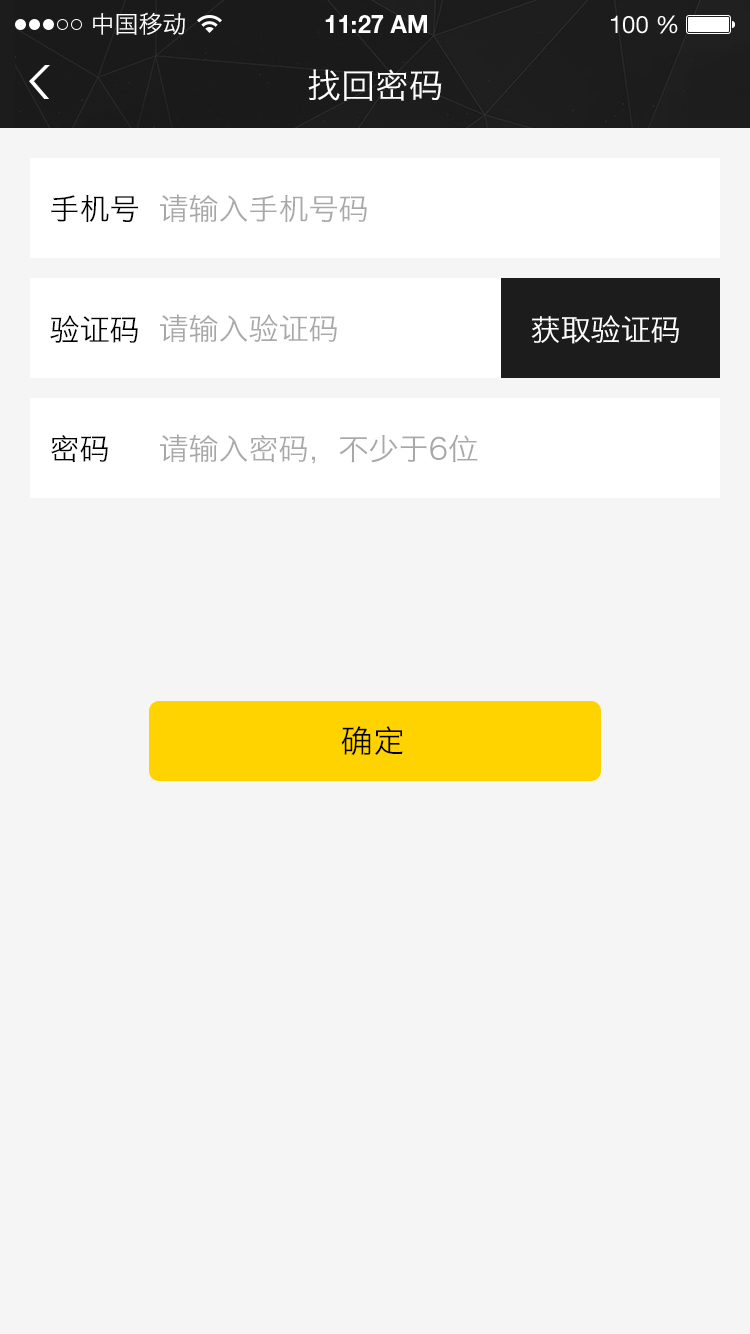 中国移动 11:27 AM 100 %
找回密码
手机号 请输入手机号码
验证码 请输入验证码 获取验证码
密码 请输入密码，不少于6位
确定